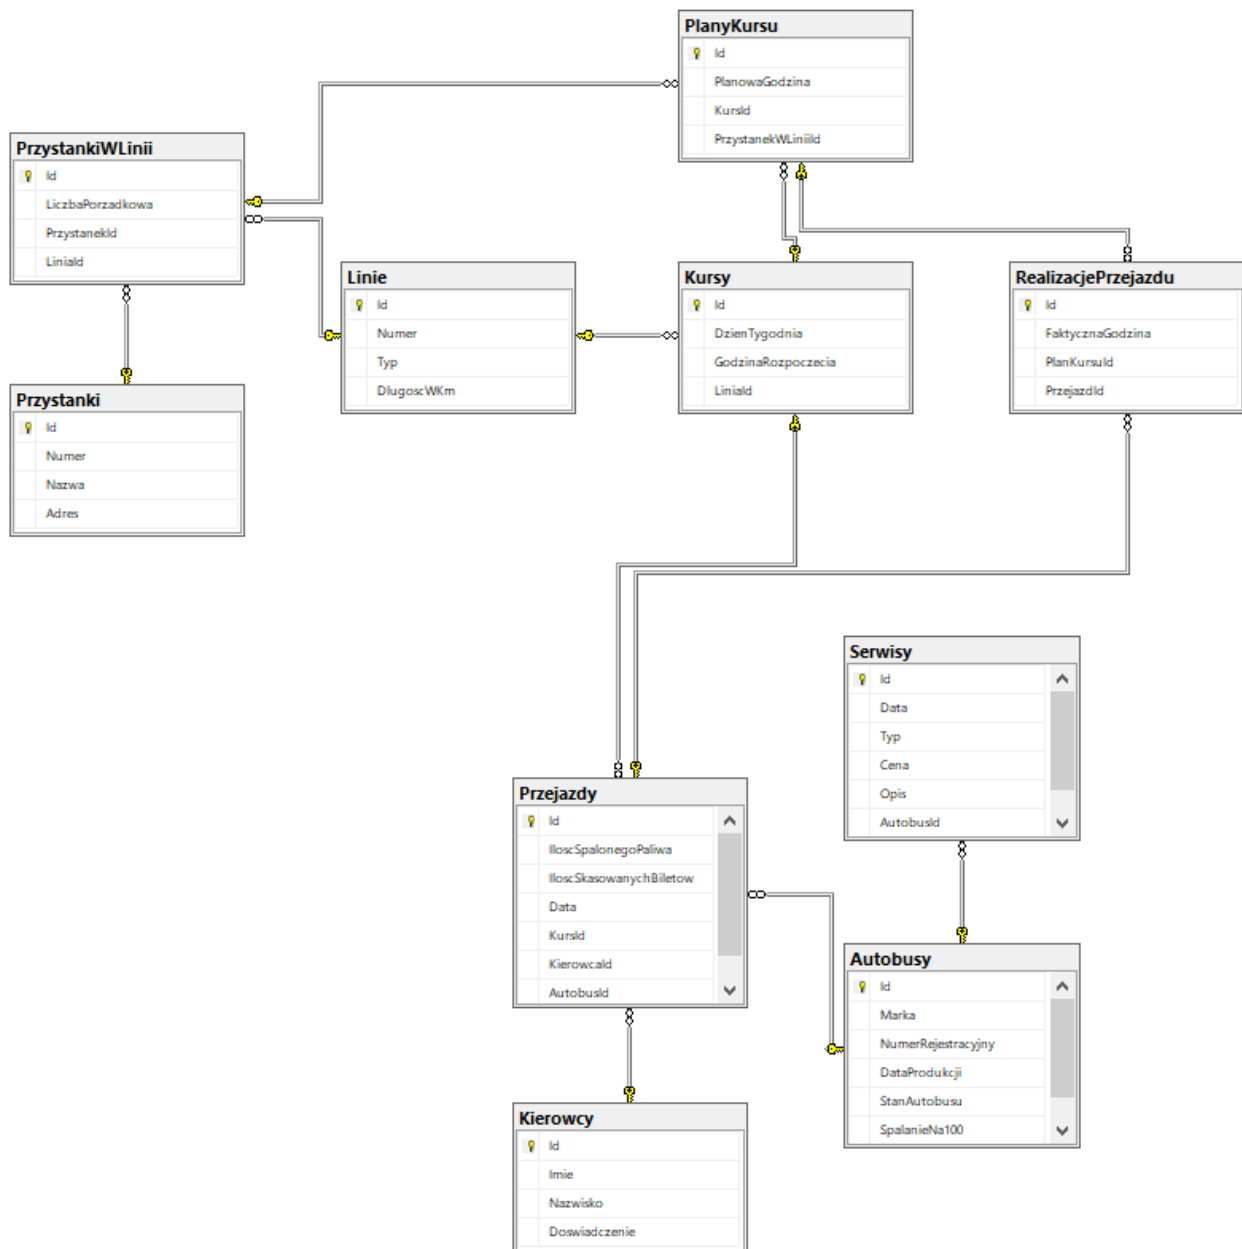 PlanyKursu
Id
PlanowaGodzina
KursId
PrzystanekWLiniiId
PrzystankiWLinii
Id
LiczbaPorzadkowa
PrzystanekId
LiniaId
Linie
Id
Numer
Typ
DlugoscWKm
Kursy
Id
DzienTygodnia
GodzinaRozpoczecia
LiniaId
RealizacjePrzejazdu
Id
FaktycznaGodzina
PlanKursuId
PrzejazdId
Przystanki
Id
Numer
Nazwa
Adres
Serwisy
Id
Data
Typ
Cena
Opis
AutobusId
Przejazdy
Id
IloscSpalonegoPaliwa
IloscSkasowanychBiletow
Data
KursId
KierowcaId
AutobusId
Autobusy
Id
Marka
NumerRejestracyjny
DataProdukcji
StanAutobusu
SpalanieNa100
Kierowcy
Id
Imie
Nazwisko
Doswiadczenie